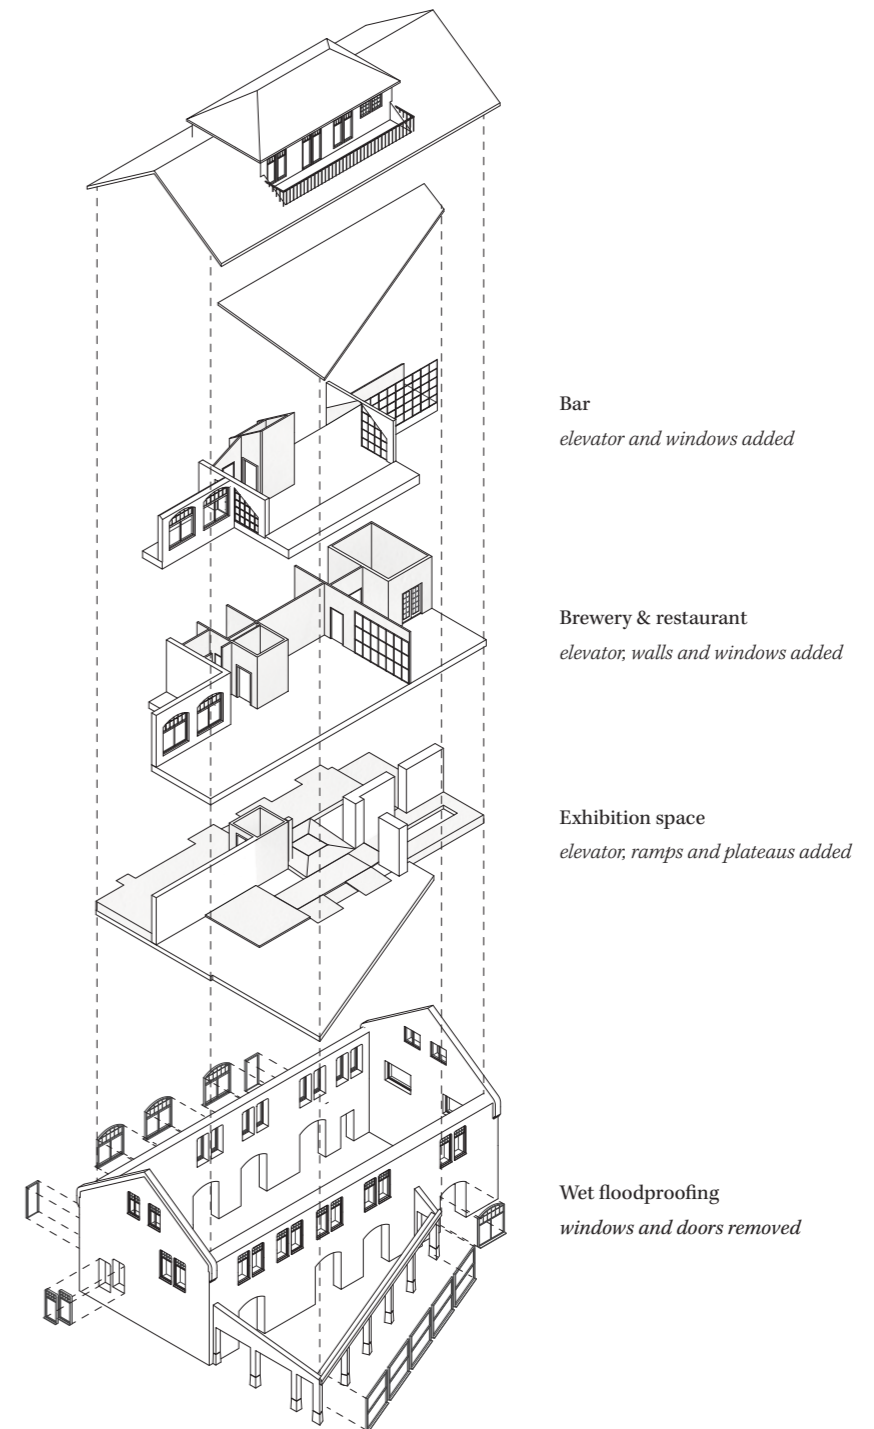 Bar
elevator and windows added
Brewery & restaurant
elevator, walls and windows added
Exhibition space
elevator, ramps and plateaus added
Wet floodproofing
windows and doors removed